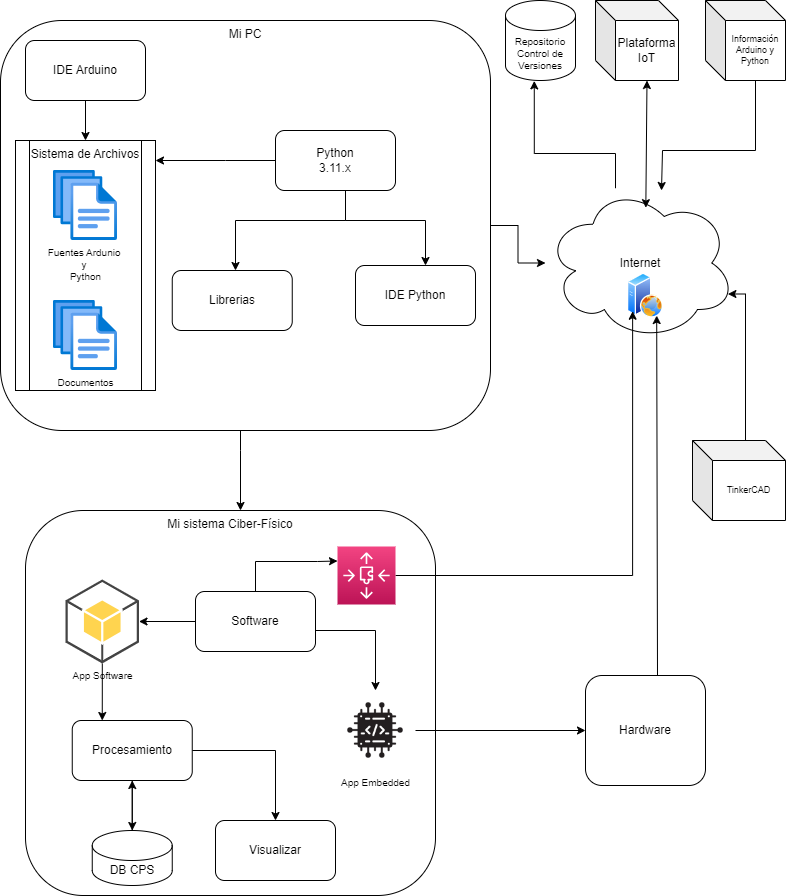 Mi PC
IDE Arduino
Sistema de Archivos
Fuentes Ardunio
y
Python
Documentos
Python
3.11.x
Librerias
IDE Python
Repositorio
Control de
Versiones
Plataforma
IoT
Información
Arduino y
Python
Internet
TinkerCAD
Mi sistema Ciber-Físico
Software
App Software
Procesamiento
DB CPS
Visualizar
</>
App Embedded
Hardware